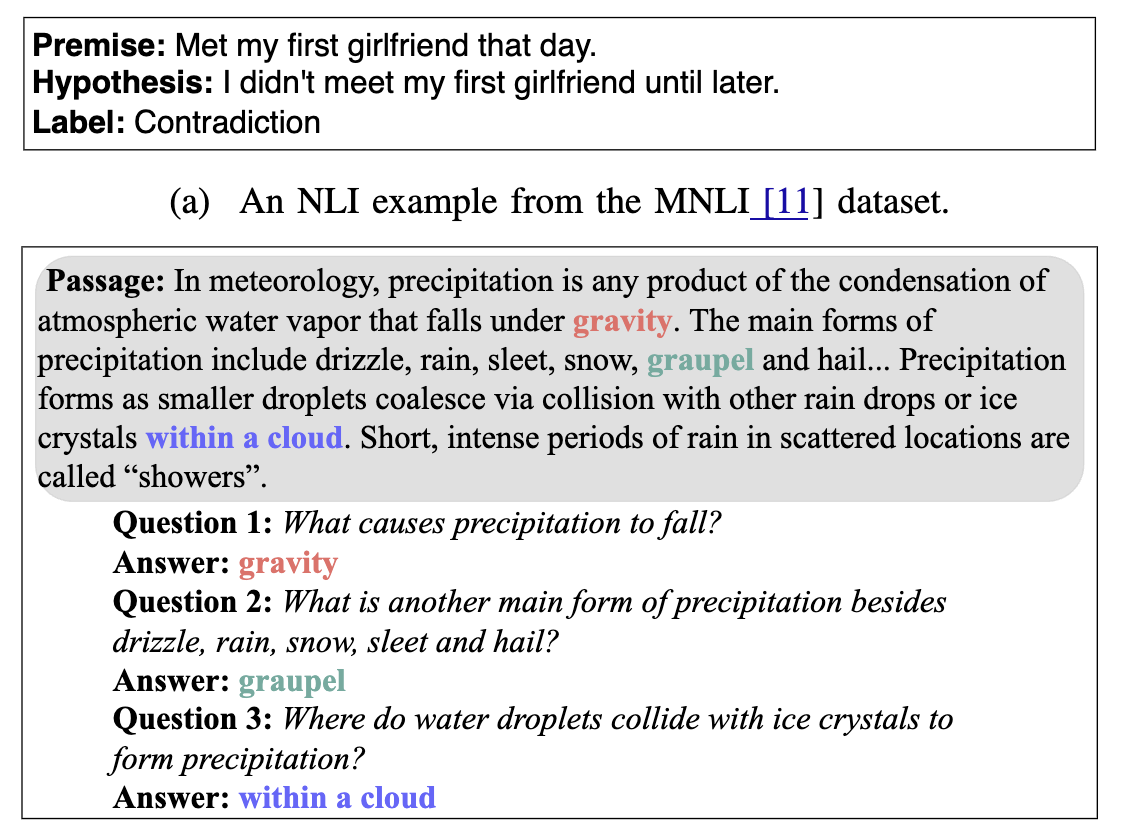 Premise: Met my first girlfriend that day.
Hypothesis: I didn't meet my first girlfriend until later.
Label: Contradiction
(a) An NLI example from the MNLI [11] dataset.
Passage: In meteorology, precipitation is any product of the condensation of
atmospheric water vapor that falls under gravity. The main forms of
precipitation include drizzle, rain, sleet, snow, graupel and hail... Precipitation
forms as smaller droplets coalesce via collision with other rain drops or ice
crystals within a cloud. Short, intense periods of rain in scattered locations are
called “showers”.
Question 1: What causes precipitation to fall?
Answer: gravity
Question 2: What is another main form of precipitation besides
drizzle, rain, snow, sleet and hail?
Answer: graupel
Question 3: Where do water droplets collide with ice crystals to
form precipitation?
Answer: within a cloud